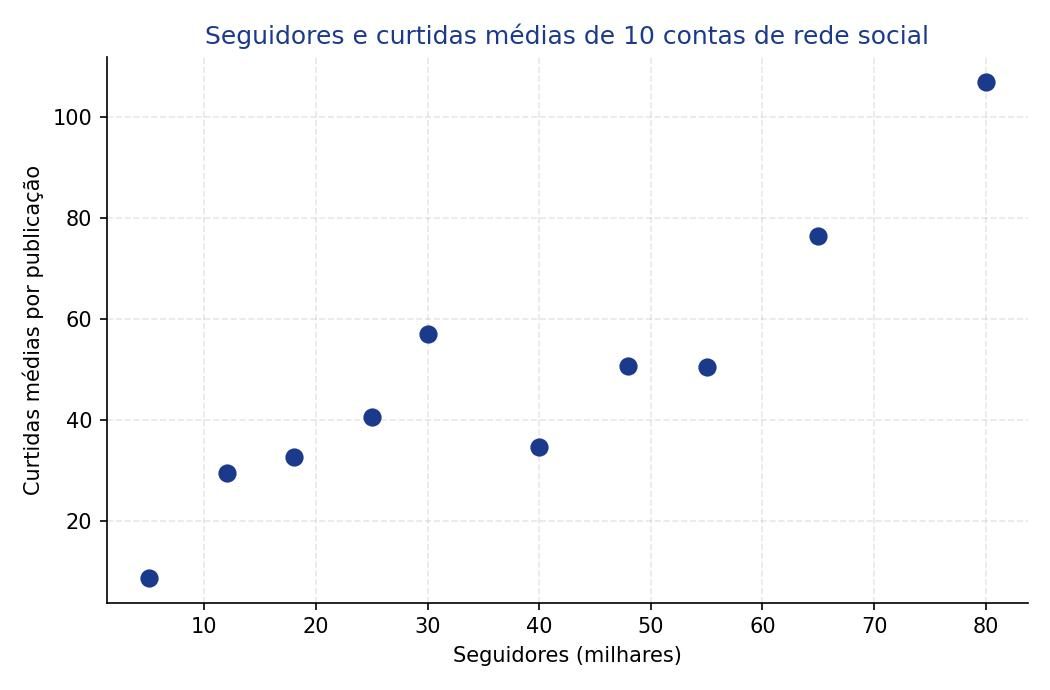 Seguidores e curtidas médias de 10 contas de rede social
Curtidas médias por publicação
100
80
60
40
20
10 20 30 40 50 60 70 80
Seguidores (milhares)